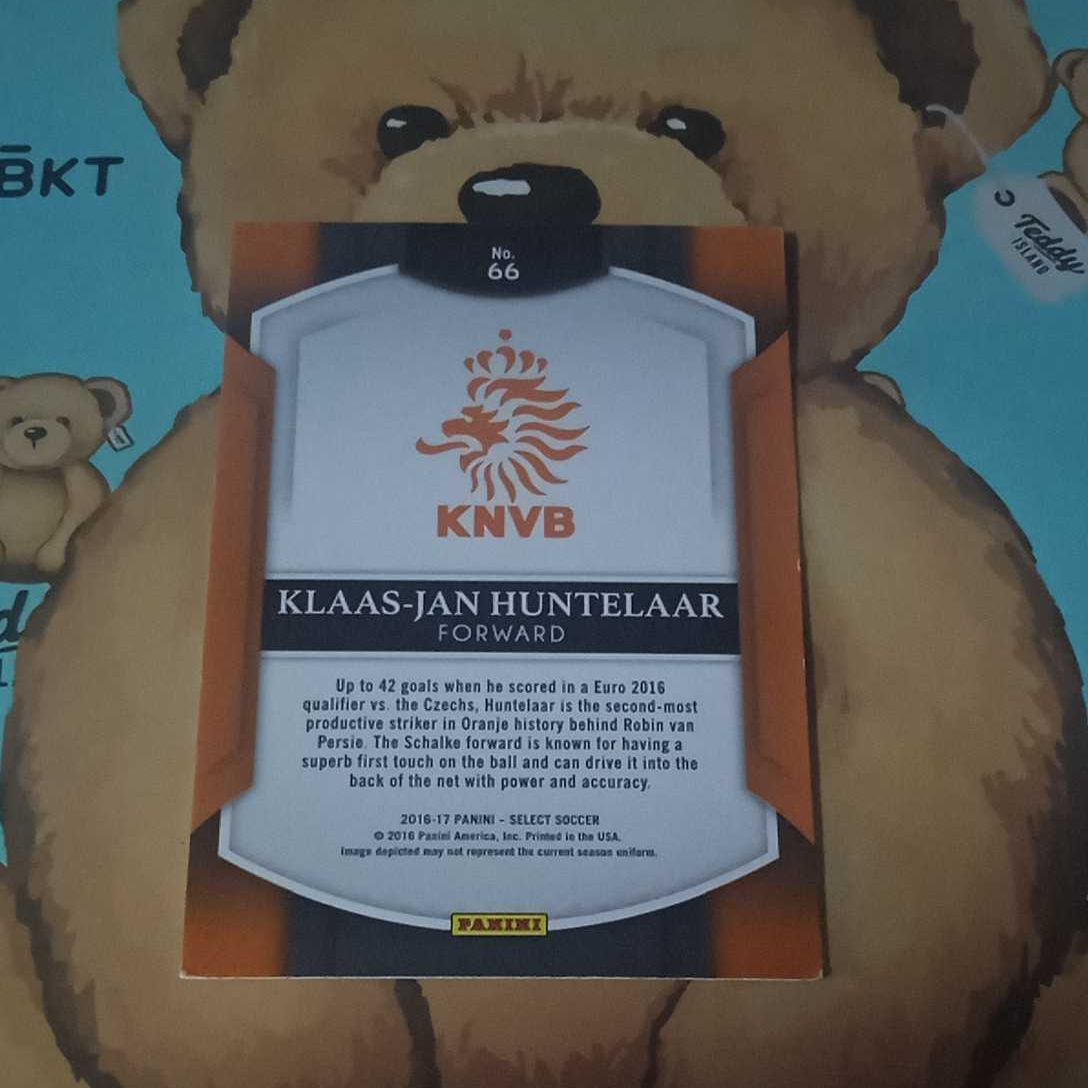 BKT
Teddy
ISLAND
No.
66
KNVB
KLAAS-JAN HUNTELAAR
FORWARD
Up to 42 goals when he scored in a Euro 2016
qualifier vs. the Czechs, Huntelaar is the second-most
productive striker in Oranje history behind Robin van
Persie. The Schalke forward is known for having a
superb first touch on the ball and can drive it into the
back of the net with power and accuracy.
2016-17 PANINI - SELECT SOCCER
© 2016 Panini America, Inc. Printed in the USA.
Image depicted may not represent the current season uniform.
PANINI